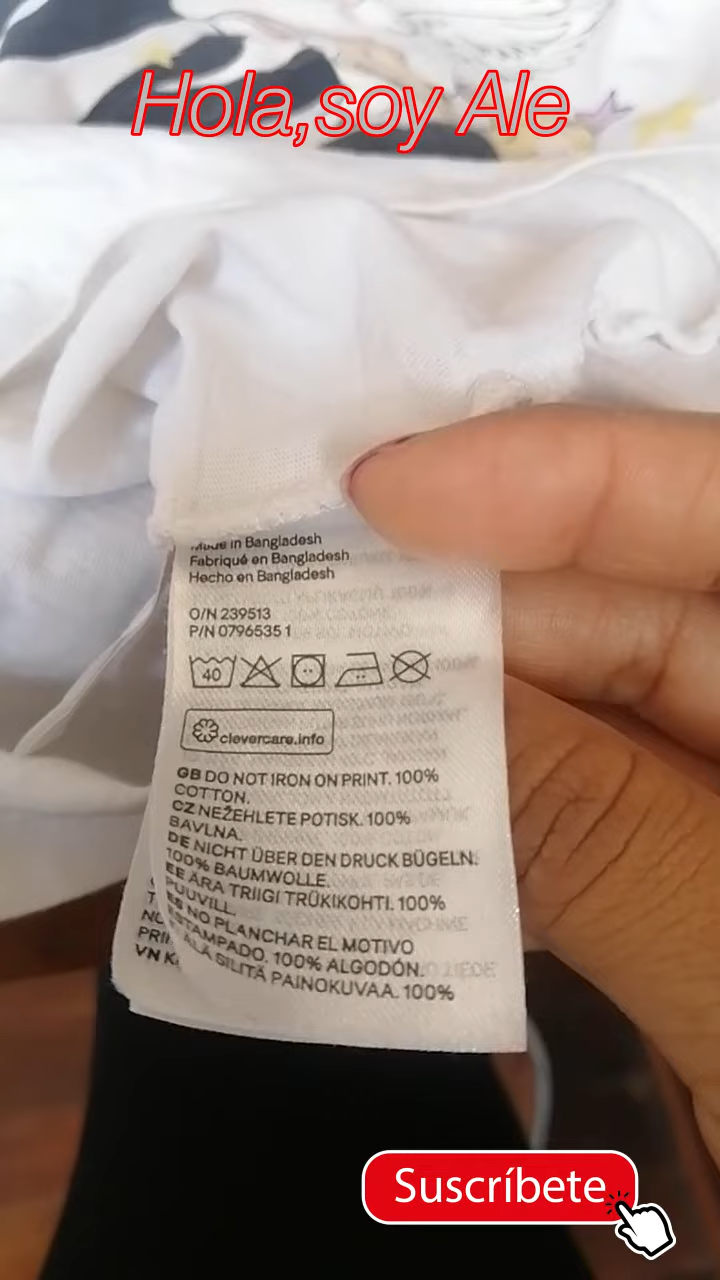 Hola,soy Ale
Made in Bangladesh
Fabriqué en Bangladesh
Hecho en Bangladesh
O/N 239513
P/N 07965351
40
clevercare.info
GB DO NOT IRON ON PRINT. 100%
COTTON.
CZ NEŽEHLETE POTISK. 100%
BAVLNA.
DE NICHT ÜBER DEN DRUCK BÜGELN.
100% BAUMWOLLE.
EE ÄRA TRIIGI TRÜKIKOHTI. 100%
PUUVILL.
ES NO PLANCHAR EL MOTIVO
ESTAMPADO. 100% ALGODÓN.
ÄLÄ SILITÄ PAINOKUVAA. 100%
VN
Suscríbete